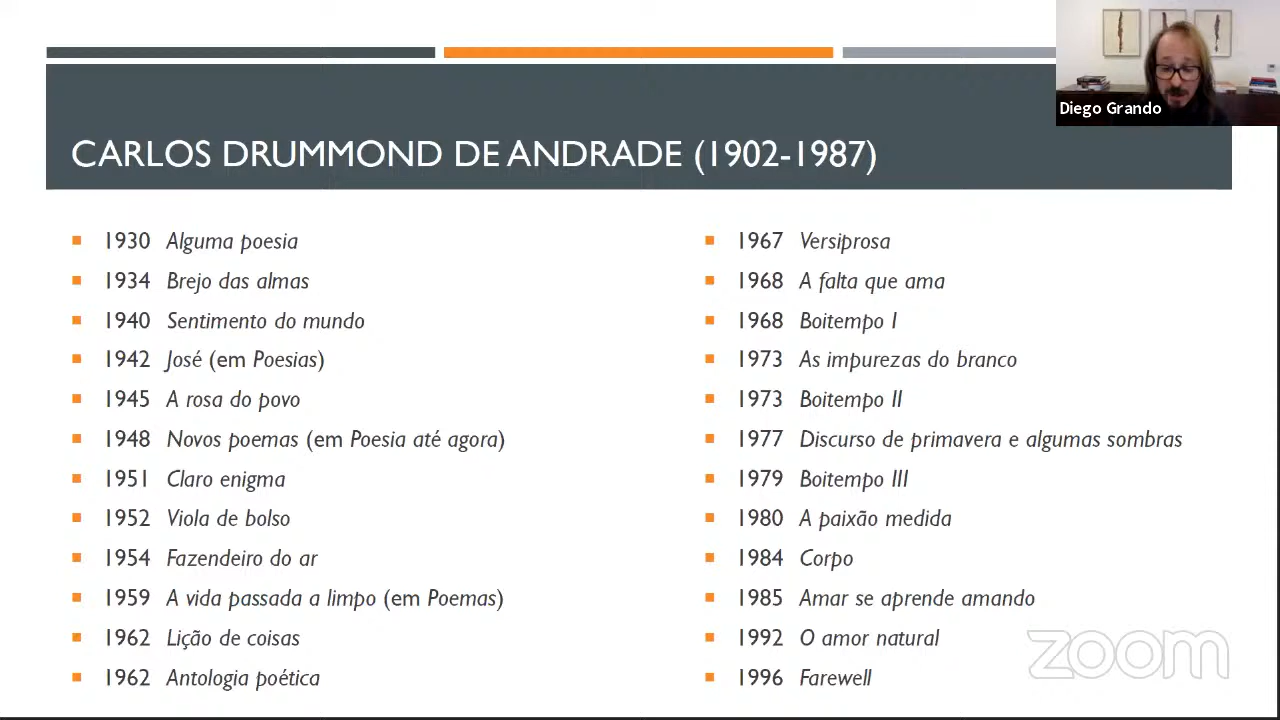 Diego Grando
CARLOS DRUMMOND DE ANDRADE (1902-1987)
1930 Alguma poesia
1934 Brejo das almas
1940 Sentimento do mundo
1942 José (em Poesias)
1945 A rosa do povo
1948 Novos poemas (em Poesia até agora)
1951 Claro enigma
1952 Viola de bolso
1954 Fazendeiro do ar
1959 A vida passada a limpo (em Poemas)
1962 Lição de coisas
1962 Antologia poética
1967 Versiprosa
1968 A falta que ama
1968 Boitempo I
1973 As impurezas do branco
1973 Boitempo II
1977 Discurso de primavera e algumas sombras
1979 Boitempo III
1980 A paixão medida
1984 Corpo
1985 Amar se aprende amando
1992 O amor natural
1996 Farewell
zoom